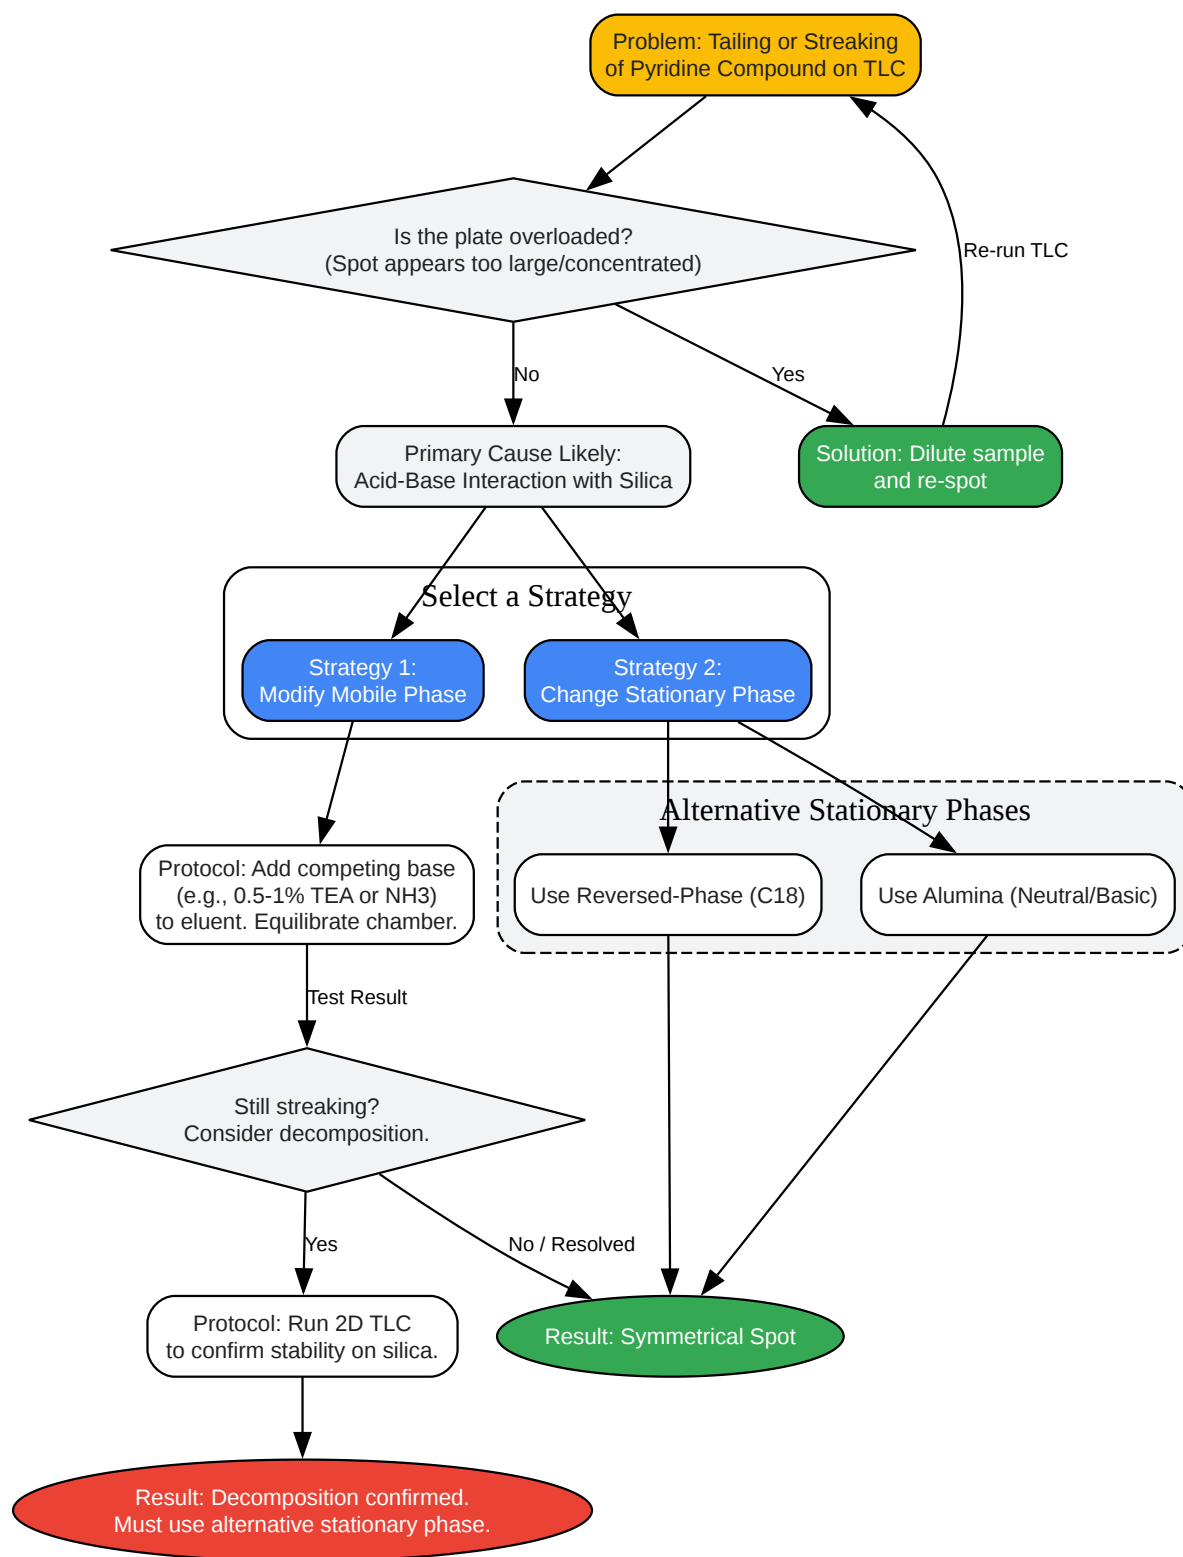 Problem: Tailing or Streaking
of Pyridine Compound on TLC
Is the plate overloaded?
(Spot appears too large/concentrated)
Re-run TLC
No
Yes
Primary Cause Likely:
Acid-Base Interaction with Silica
Solution: Dilute sample
and re-spot
Select a Strategy
Strategy 1:
Modify Mobile Phase
Strategy 2:
Change Stationary Phase
Alternative Stationary Phases
Protocol: Add competing base
(e.g., 0.5-1% TEA or NH3)
to eluent. Equilibrate chamber.
Use Reversed-Phase (C18)
Use Alumina (Neutral/Basic)
Test Result
Still streaking?
Consider decomposition.
Yes
No / Resolved
Protocol: Run 2D TLC
to confirm stability on silica.
Result: Symmetrical Spot
Result: Decomposition confirmed.
Must use alternative stationary phase.